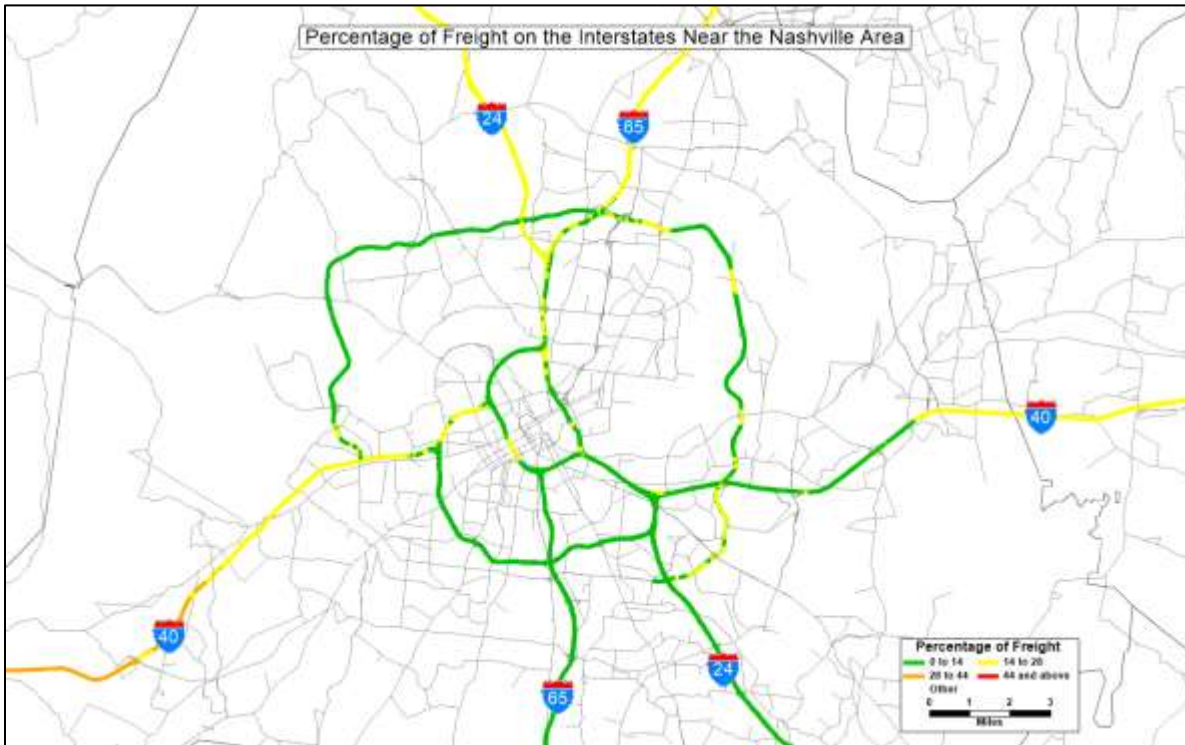 Percentage of Freight on the Interstates Near the Nashville Area
24
65
40
40
65
24
Percentage of Freight
0 to 14 14 to 28
28 to 44 44 and above
Other
0 1 2 3
Miles